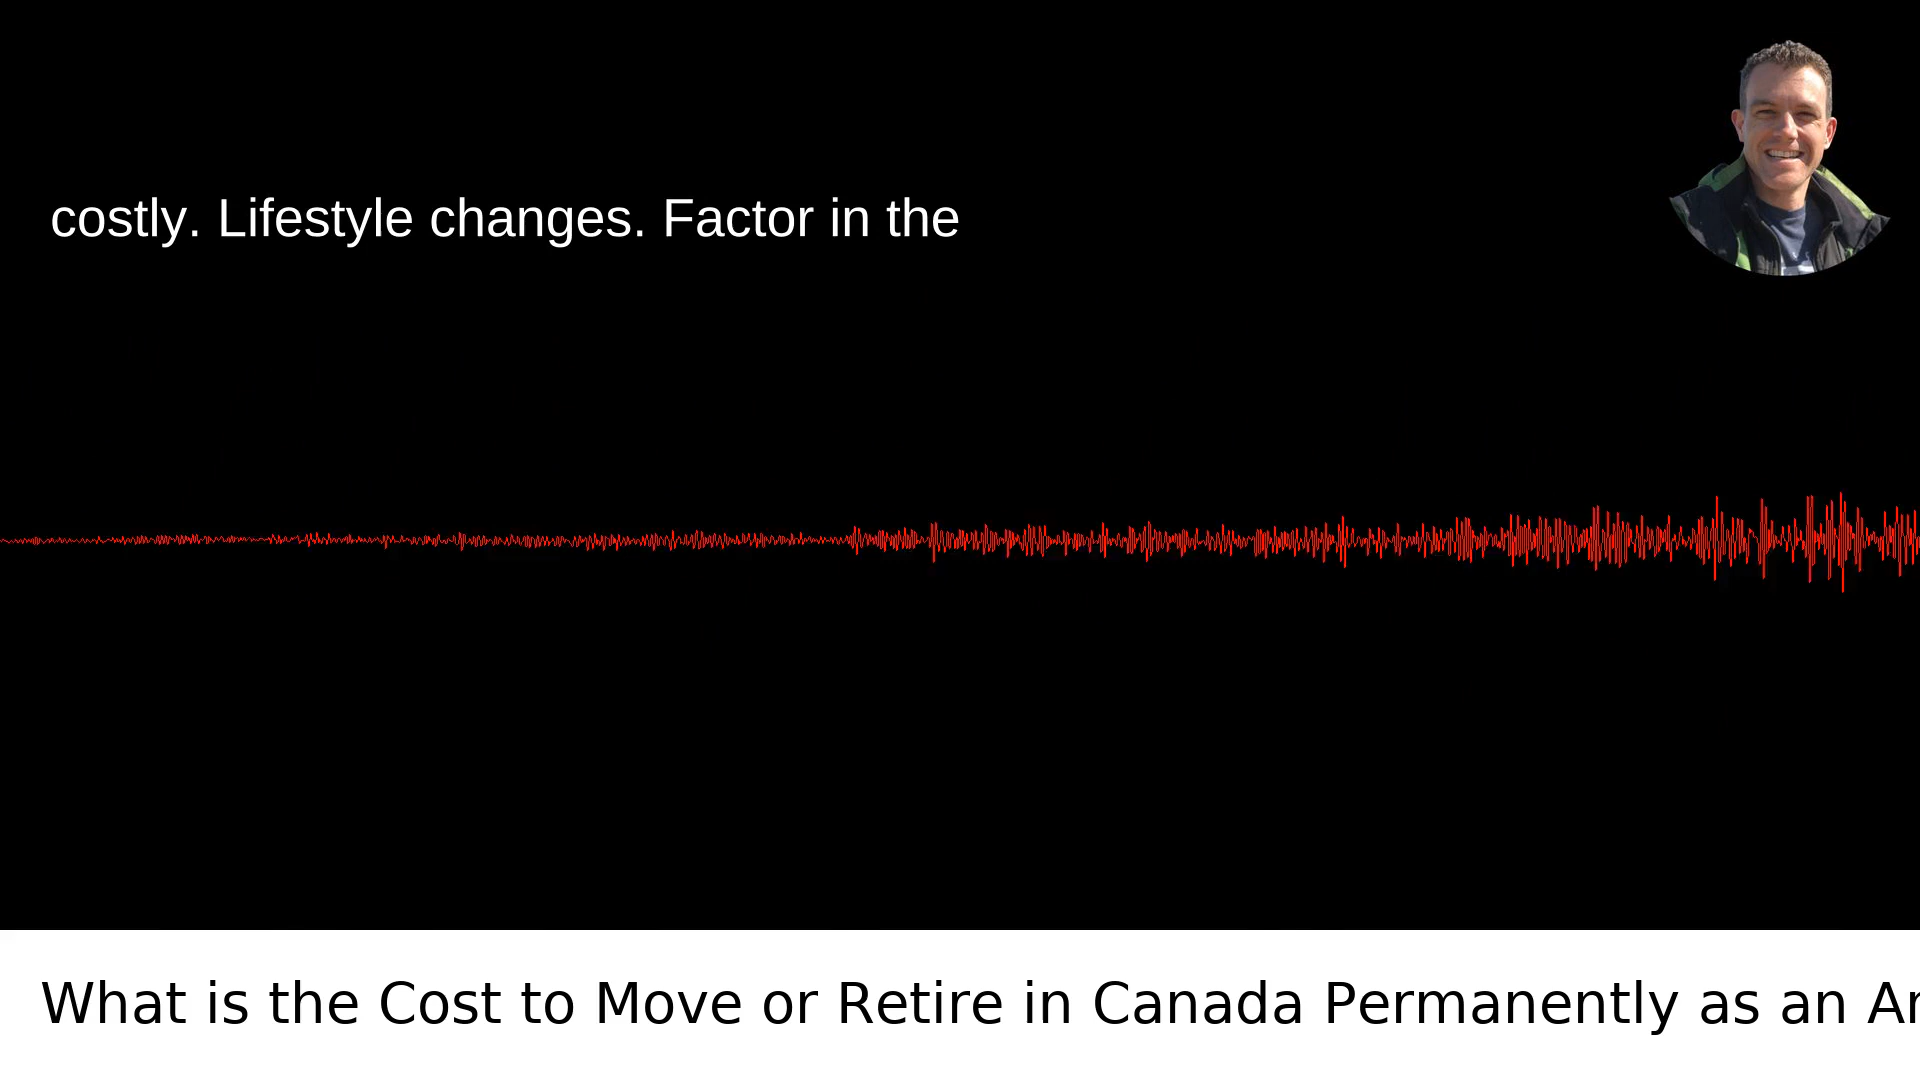 costly. Lifestyle changes. Factor in the
What is the Cost to Move or Retire in Canada Permanently as an